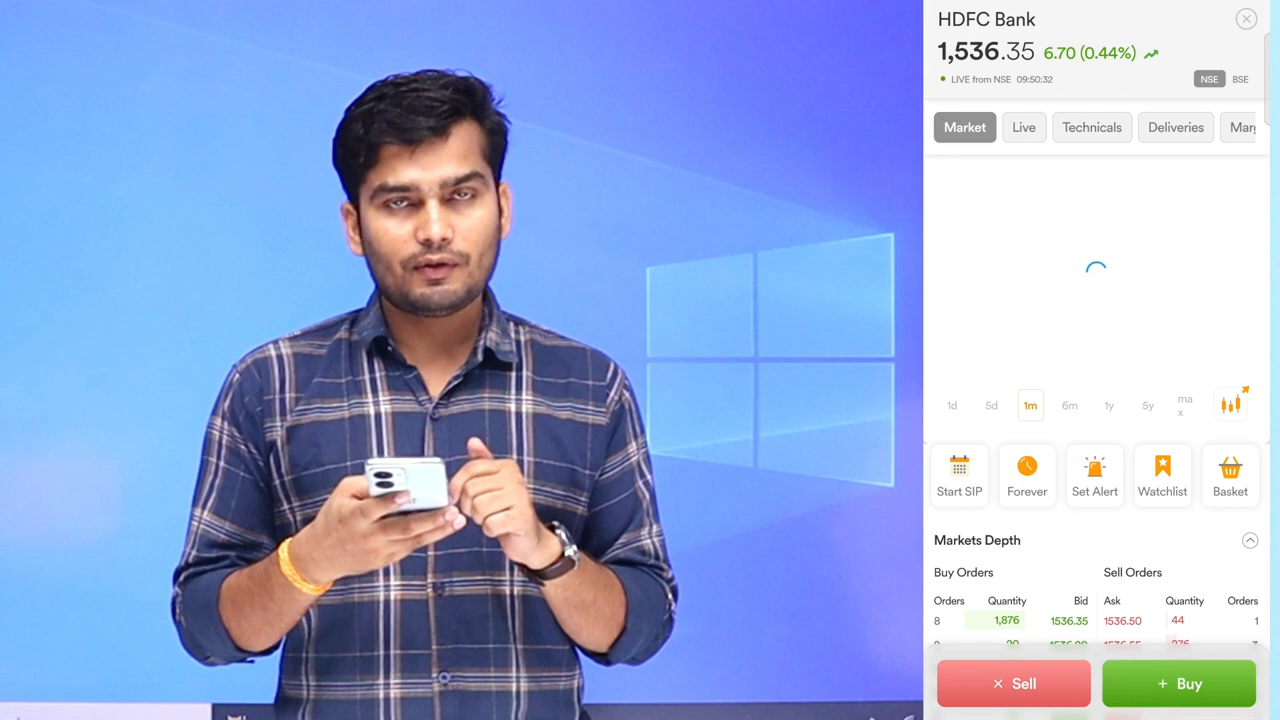 HDFC Bank
1,536.35 6.70 (0.44%)
LIVE from NSE 09:50:32 NSE BSE
Market Live Technicals Deliveries
1d 5d 1m 6m 1y 5y max
Start SIP Forever Set Alert Watchlist Basket
Markets Depth
Buy Orders Sell Orders
Orders Quantity Bid Ask Quantity Orders
8 1,876 1536.35 1536.50 44 1
Sell Buy